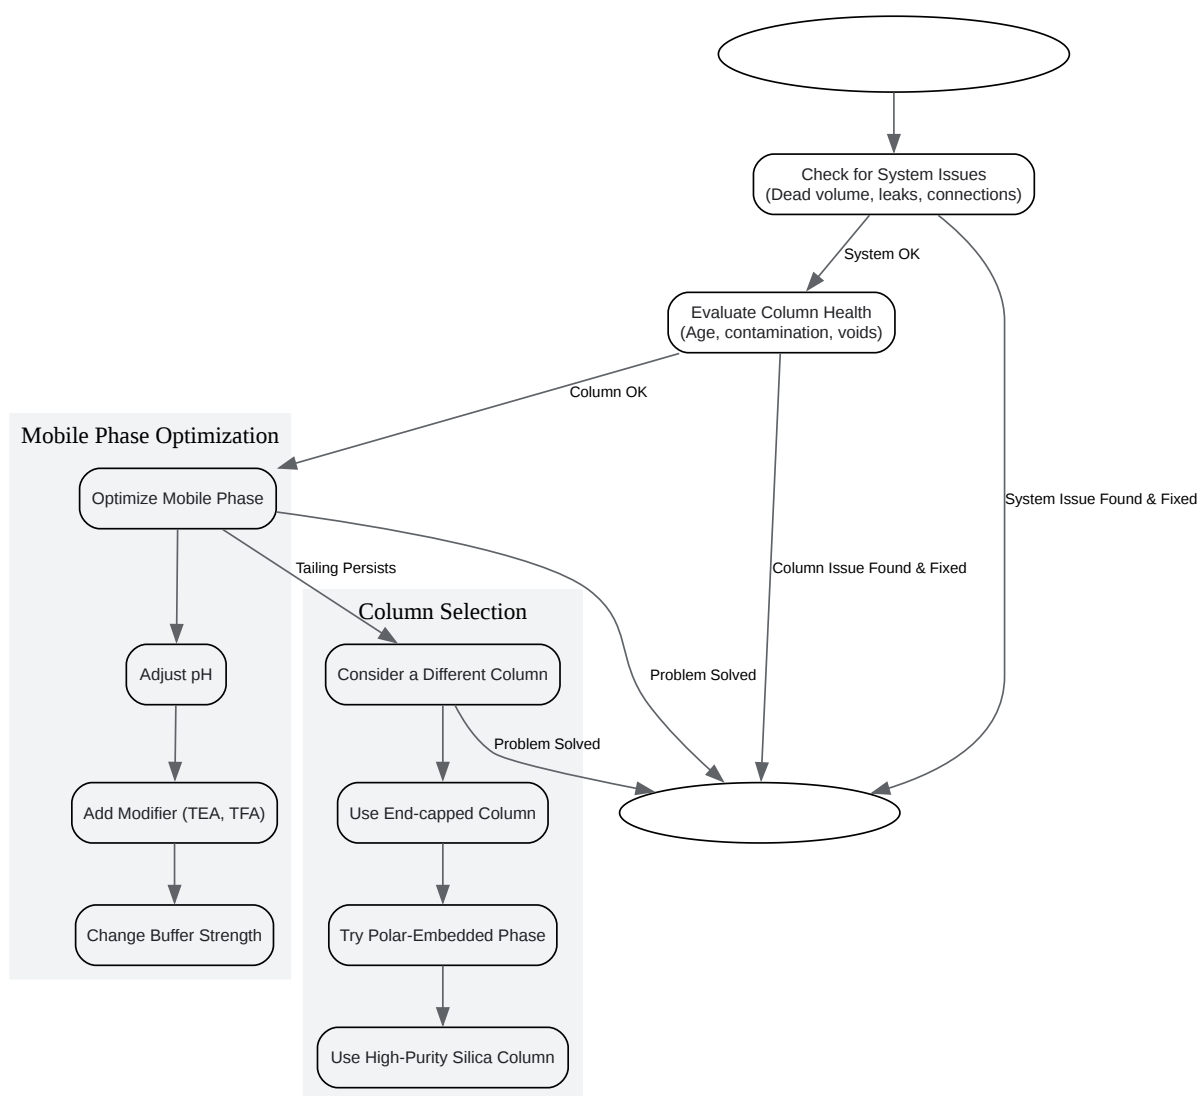 Check for System Issues
(Dead volume, leaks, connections)
System OK
Evaluate Column Health
(Age, contamination, voids)
Column OK
Mobile Phase Optimization
Optimize Mobile Phase
System Issue Found & Fixed
Tailing Persists
Column Issue Found & Fixed
Column Selection
Adjust pH
Consider a Different Column
Problem Solved
Problem Solved
Add Modifier (TEA, TFA)
Use End-capped Column
Change Buffer Strength
Try Polar-Embedded Phase
Use High-Purity Silica Column